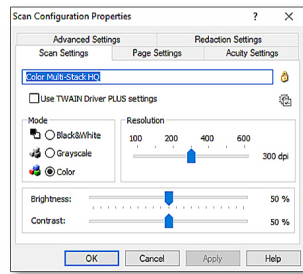 Scan Configuration Properties ? X
Advanced Settings Redaction Settings
Scan Settings Page Settings Acuity Settings
Color Multi-Stack HQ
Use TWAIN Driver PLUS settings
Mode Resolution
Black&White 100 200 400 600
Grayscale 300 dpi
Color
Brightness: 50 %
Contrast: 50 %
OK Cancel Apply Help